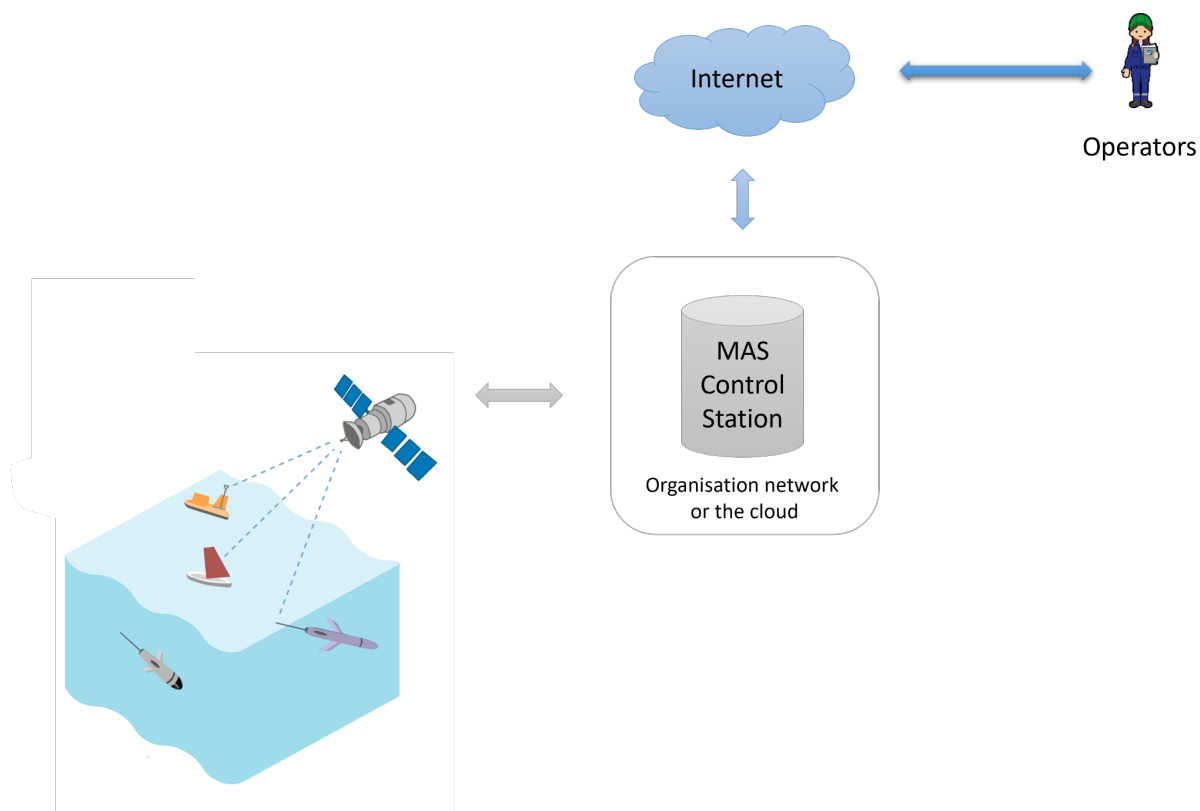 Internet
Operators
MAS
Control
Station
Organisation network
or the cloud